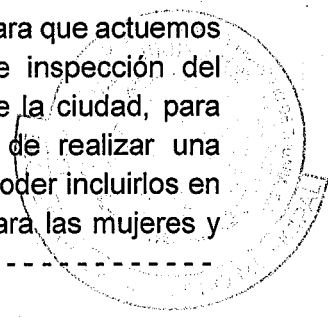 ara que actuemos
e inspección del
e la ciudad, para
de realizar una
oder incluirlos en
ara las mujeres y
- - - - - - - - - - - - - -